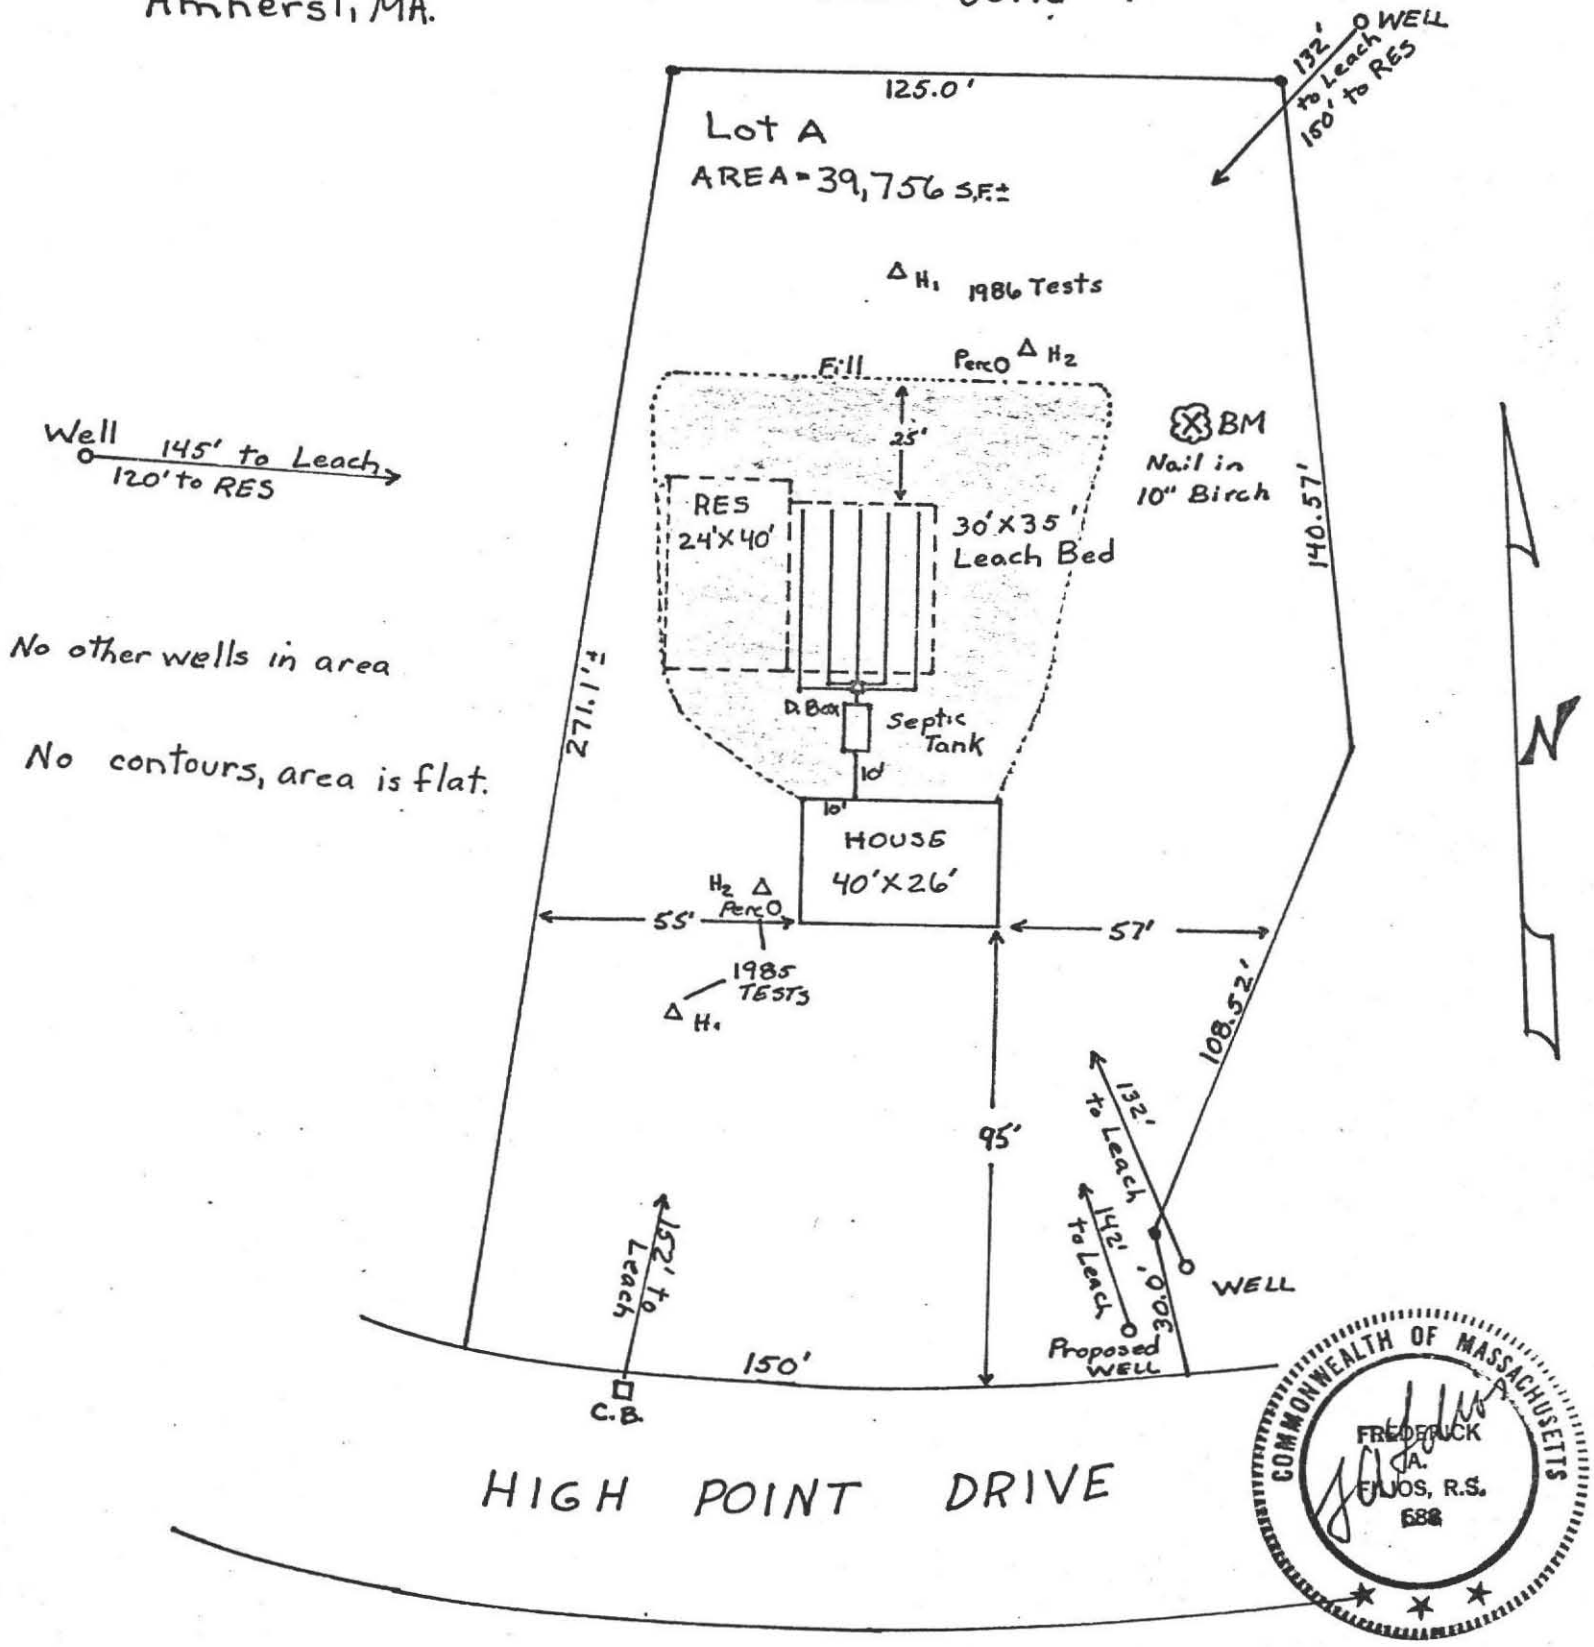 Amherst, MA.
WELL
132'
to Leach
150' to RES
125.0'
Lot A
AREA = 39,756 S.F.±
△ H1 1986 Tests
Perc O △ H2
Fill
25'
BM
Nail in
10" Birch
Well
145' to Leach
120' to RES
RES
24'X40'
30'X35'
Leach Bed
140.57'
No other wells in area
271.1'±
D. Box
Septic
Tank
No contours, area is flat.
10'
10'
HOUSE
40'X26'
H2 △
Perc O
55'
57'
1985
TESTS
△ H1
108.52'
95'
132'
to Leach
142'
to Leach
152' to
Leach
30.0'
WELL
Proposed
WELL
150'
C.B.
HIGH POINT DRIVE
N
COMMONWEALTH OF MASSACHUSETTS
FREDERICK
A.
R.S.